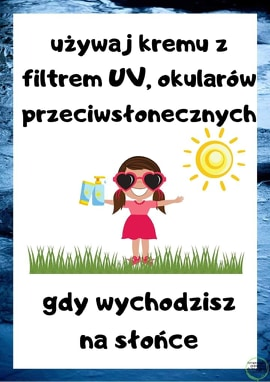 używaj kremu z
filtrem UV, okularów
przeciwsłonecznych
gdy wychodzisz
na słońce